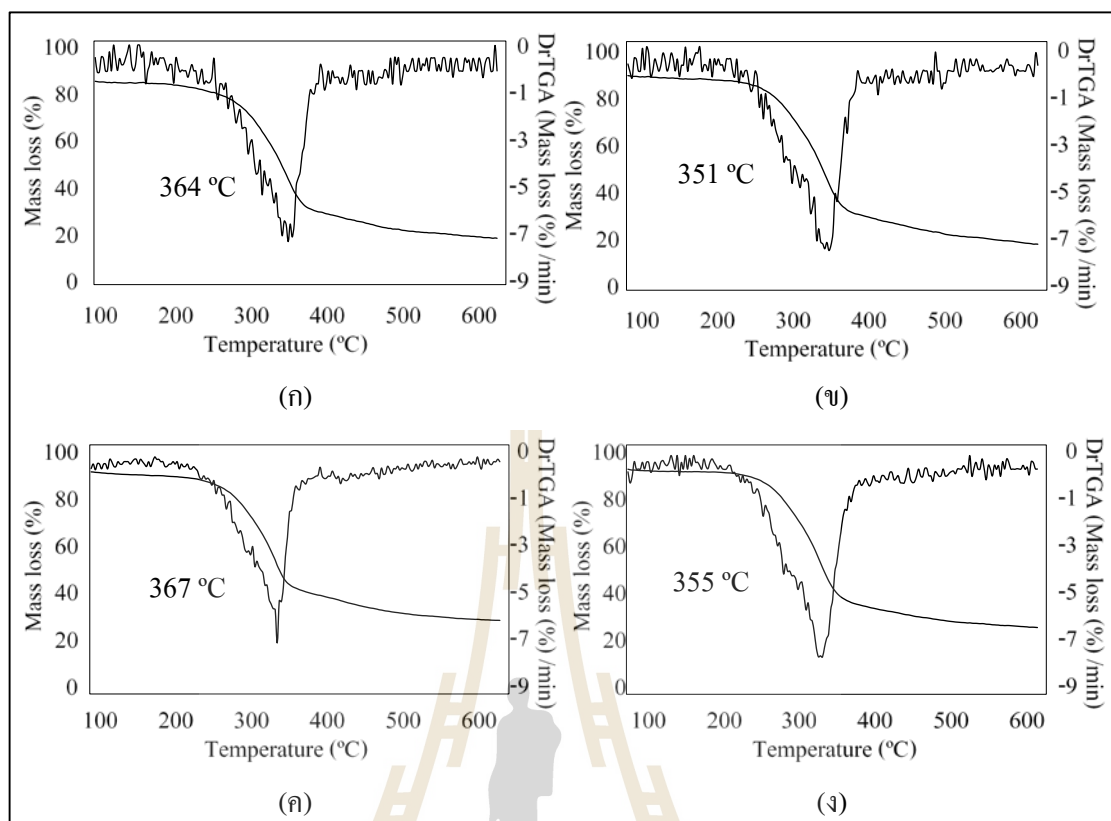 100
80
60
40
20
0
Mass loss (%)
0
-1
-3
-5
-7
-9
DrTGA (Mass loss (%) /min)
364 ºC
100 200 300 400 500 600
Temperature (ºC)
(ก)
100
80
60
40
20
0
Mass loss (%)
0
-1
-3
-5
-7
-9
DrTGA (Mass loss (%) /min)
351 ºC
100 200 300 400 500 600
Temperature (ºC)
(ข)
100
80
60
40
20
0
Mass loss (%)
0
-1
-3
-5
-7
-9
DrTGA (Mass loss (%) /min)
367 ºC
100 200 300 400 500 600
Temperature (ºC)
(ค)
100
80
60
40
20
0
Mass loss (%)
0
-1
-3
-5
-7
-9
DrTGA (Mass loss (%) /min)
355 ºC
100 200 300 400 500 600
Temperature (ºC)
(ง)